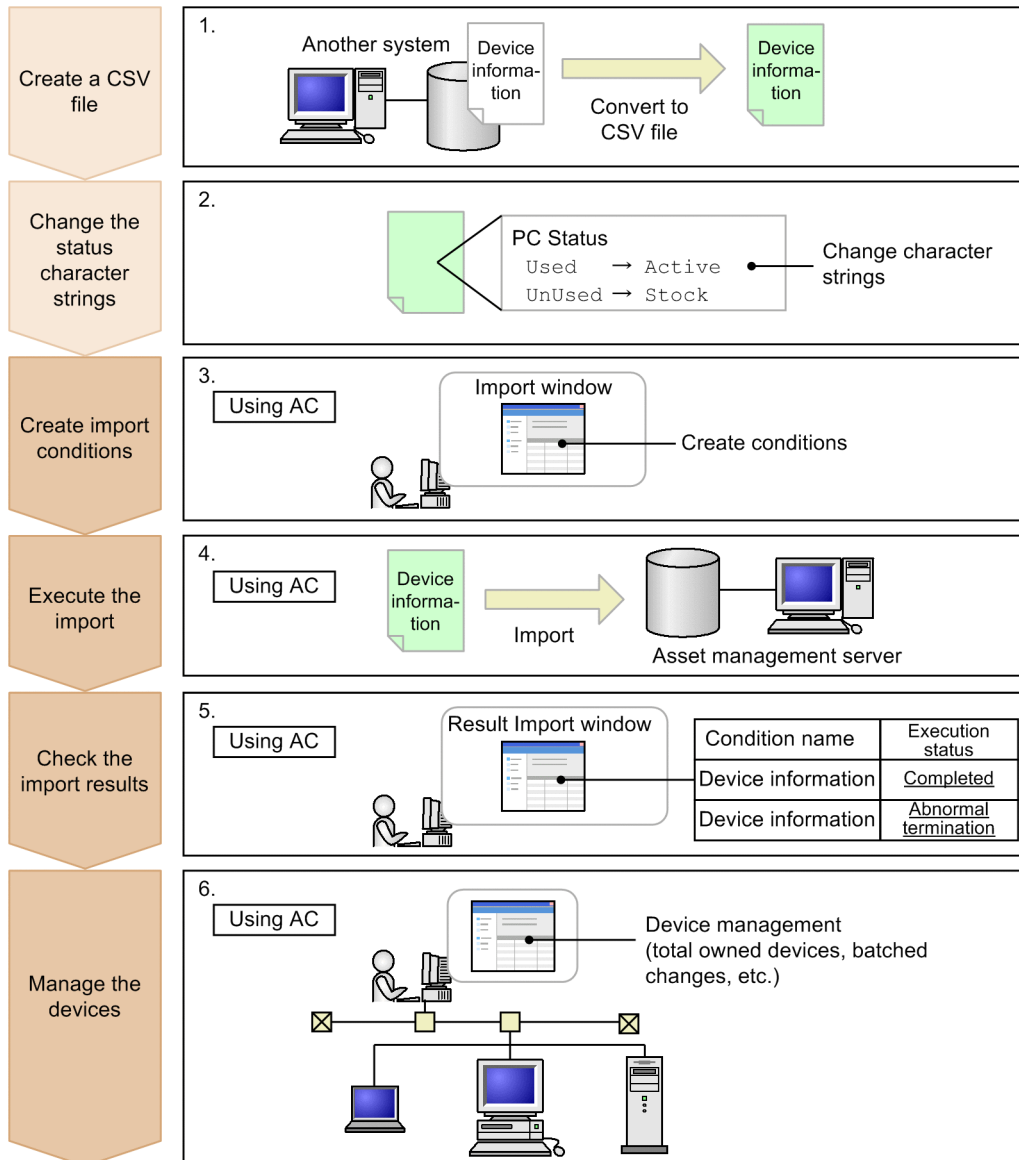 Create a CSV
file
1.
Another system
Device
informa-
tion
Convert to
CSV file
Device
informa-
tion
Change the
status
character
strings
2.
PC Status
Used → Active
UnUsed → Stock
Change character
strings
Create import
conditions
3.
Using AC
Import window
Create conditions
Execute the
import
4.
Using AC
Device
informa-
tion
Import
Asset management server
Check the
import results
5.
Using AC
Result Import window
Condition name
Execution
status
Device information
Completed
Device information
Abnormal
termination
Manage the
devices
6.
Using AC
Device management
(total owned devices, batched
changes, etc.)